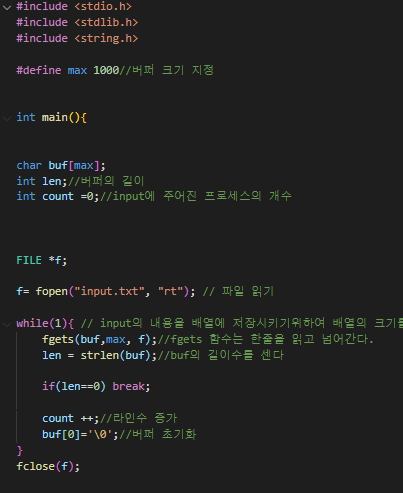 #include <stdio.h>
#include <stdlib.h>
#include <string.h>
#define max 1000//버퍼 크기 지정
int main(){
char buf[max];
int len;//버퍼의 길이
int count =0;//input에 주어진 프로세스의 개수
FILE *f;
f= fopen("input.txt", "rt"); // 파일 읽기
while(1){ // input의 내용을 배열에 저장시키기위하여 배열의 크기를
fgets(buf,max, f);//fgets 함수는 한줄을 읽고 넘어간다.
len = strlen(buf);//buf의 길이수를 센다
if(len==0) break;
count ++;//라인수 증가
buf[0]='\0';//버퍼 초기화
}
fclose(f);